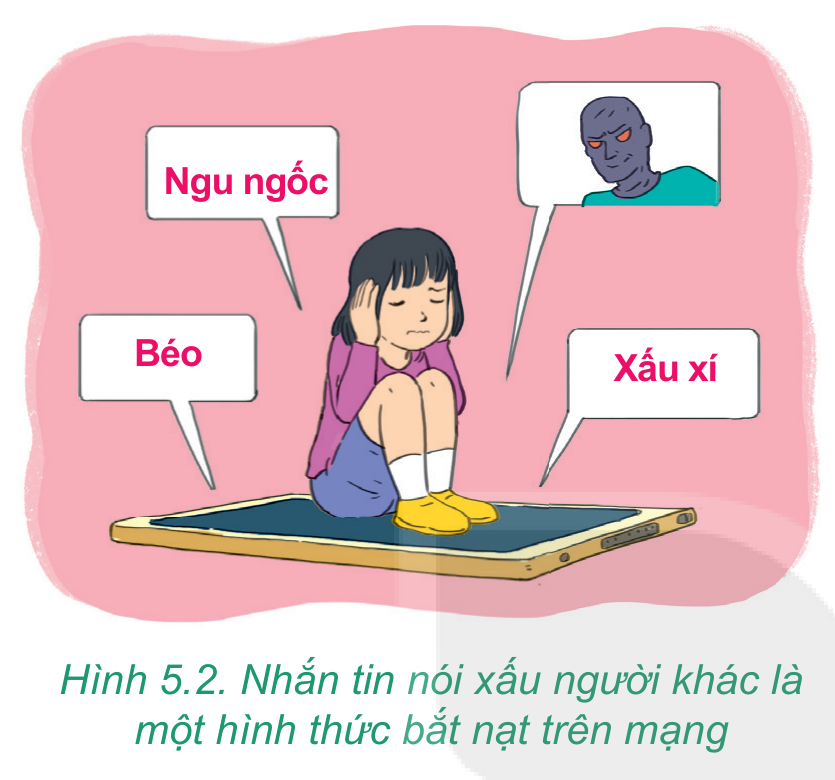 Ngu ngốc
Béo
Xấu xí
Hình 5.2. Nhắn tin nói xấu người khác là
một hình thức bắt nạt trên mạng